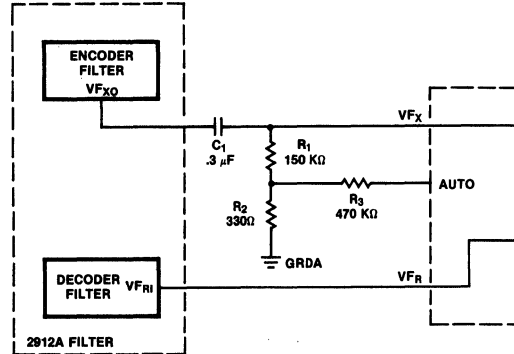 ENCODER
FILTER
VFXO
VFX
C1
.3 μF
R1
150 KΩ
AUTO
R2
330Ω
R3
470 KΩ
GRDA
DECODER
FILTER
VFRI
VFR
2912A FILTER